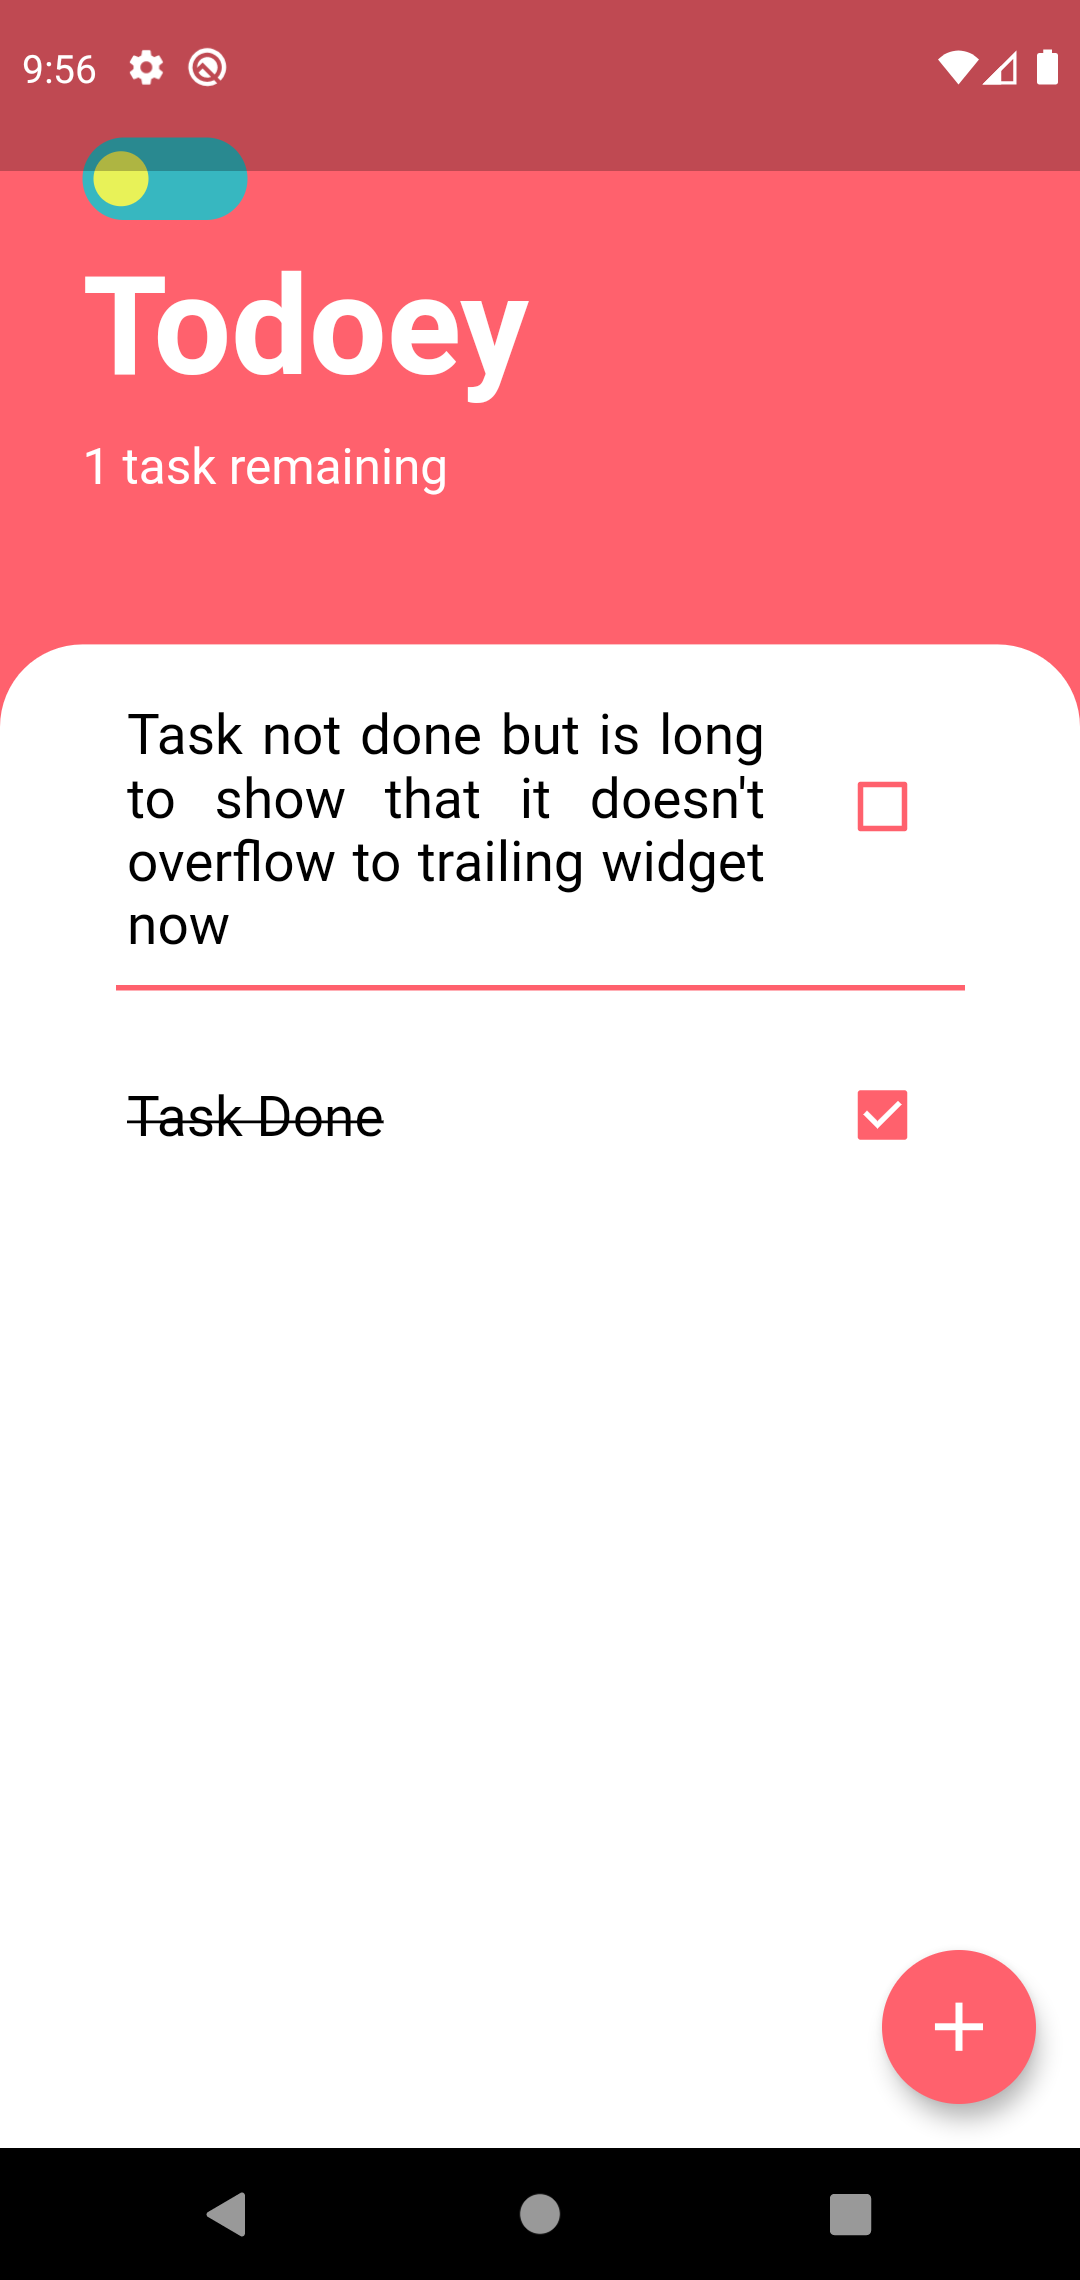 9:56
Todoey
1 task remaining
Task not done but is long
to show that it doesn't
overflow to trailing widget
now
Task Done